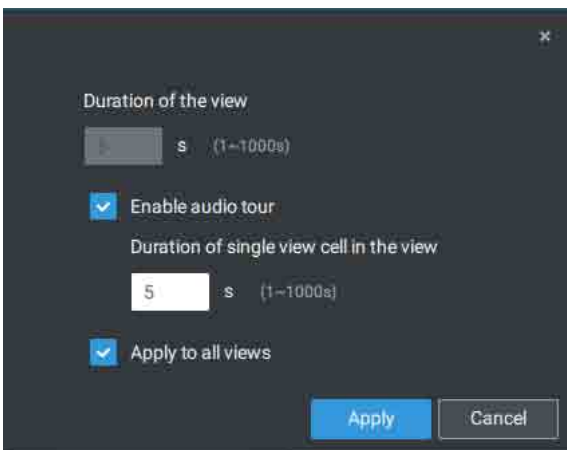 ×
Duration of the view
5 s (1~1000s)
Enable audio tour
Duration of single view cell in the view
5 s (1~1000s)
Apply to all views
Apply Cancel